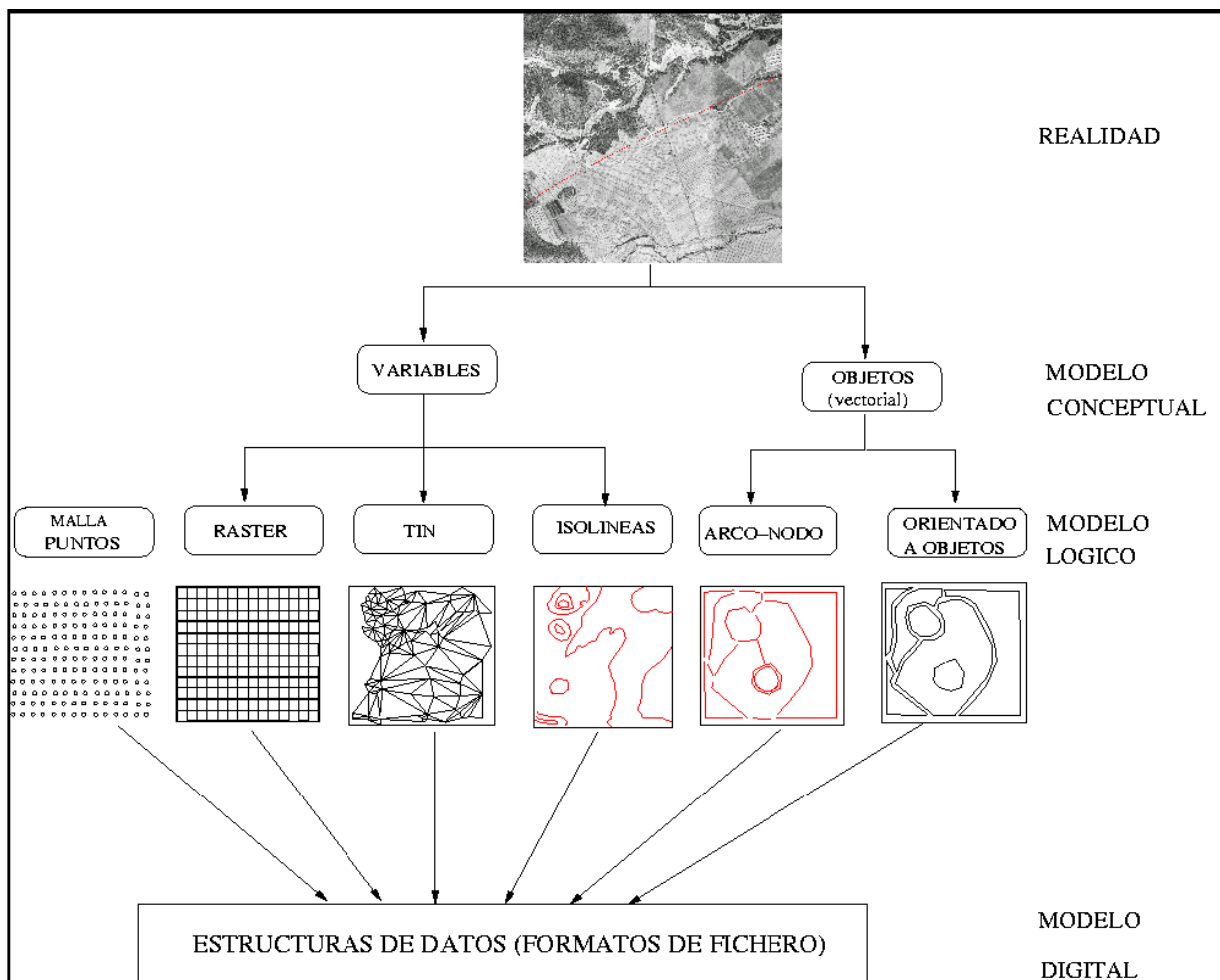 REALIDAD
VARIABLES
OBJETOS
(vectorial)
MODELO
CONCEPTUAL
MALLA
PUNTOS
RASTER
TIN
ISOLINEAS
ARCO–NODO
ORIENTADO
A OBJETOS
MODELO
LOGICO
ESTRUCTURAS DE DATOS (FORMATOS DE FICHERO)
MODELO
DIGITAL